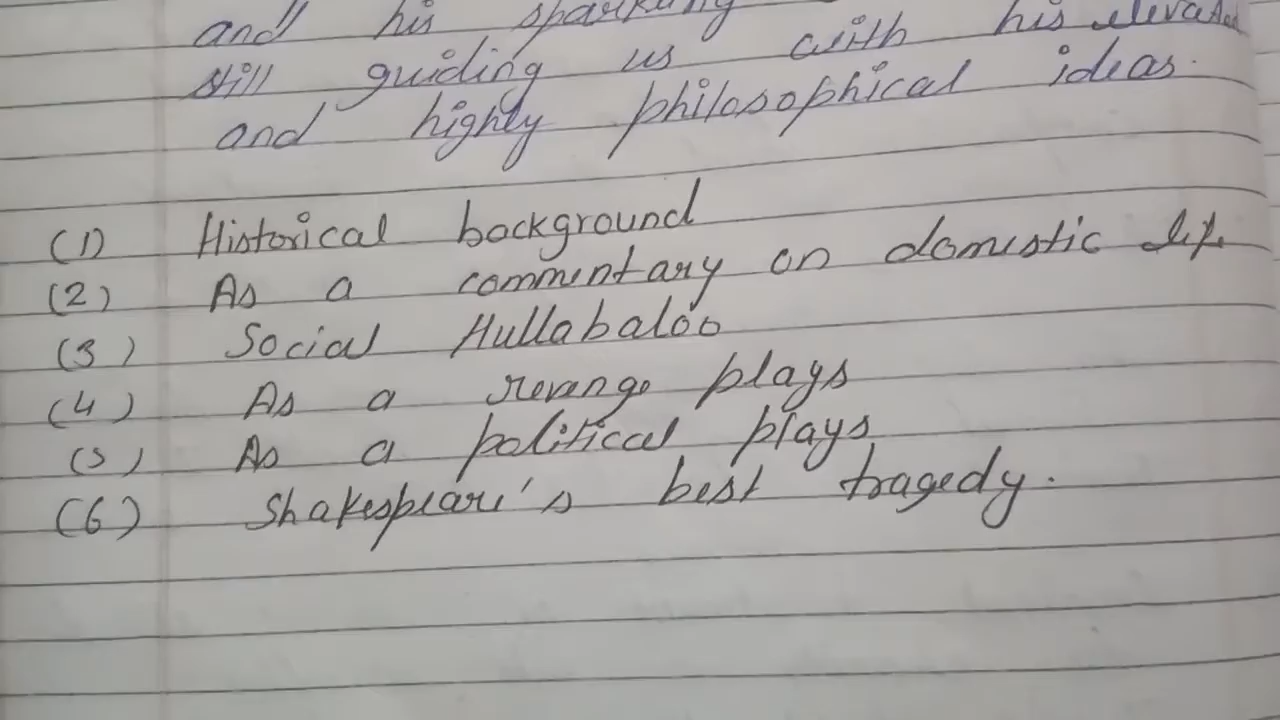 and his sparkling
still guiding us with his elevated
and highly philosophical ideas.
(1) Historical background
(2) As a commentary on domestic life
(3) Social Hullabaloo
(4) As a revenge plays
(5) As a political plays
(6) Shakespeare's best tragedy.